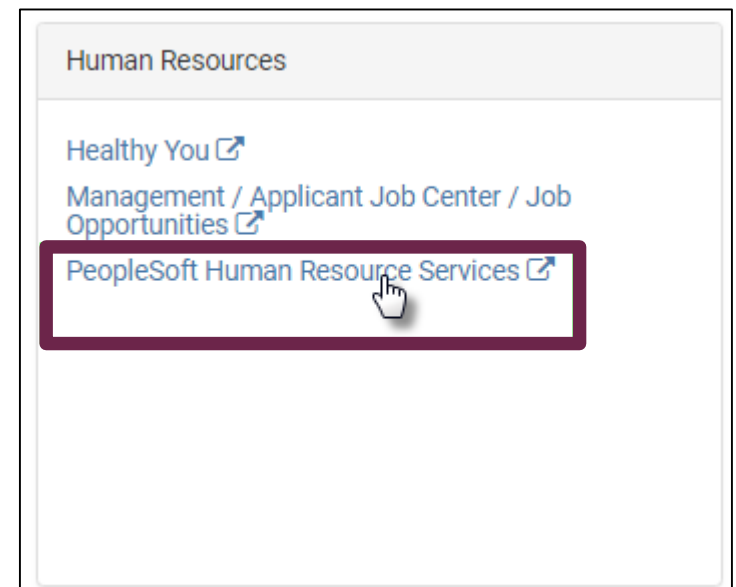 Human Resources
Healthy You
Management / Applicant Job Center / Job
Opportunities
PeopleSoft Human Resource Services